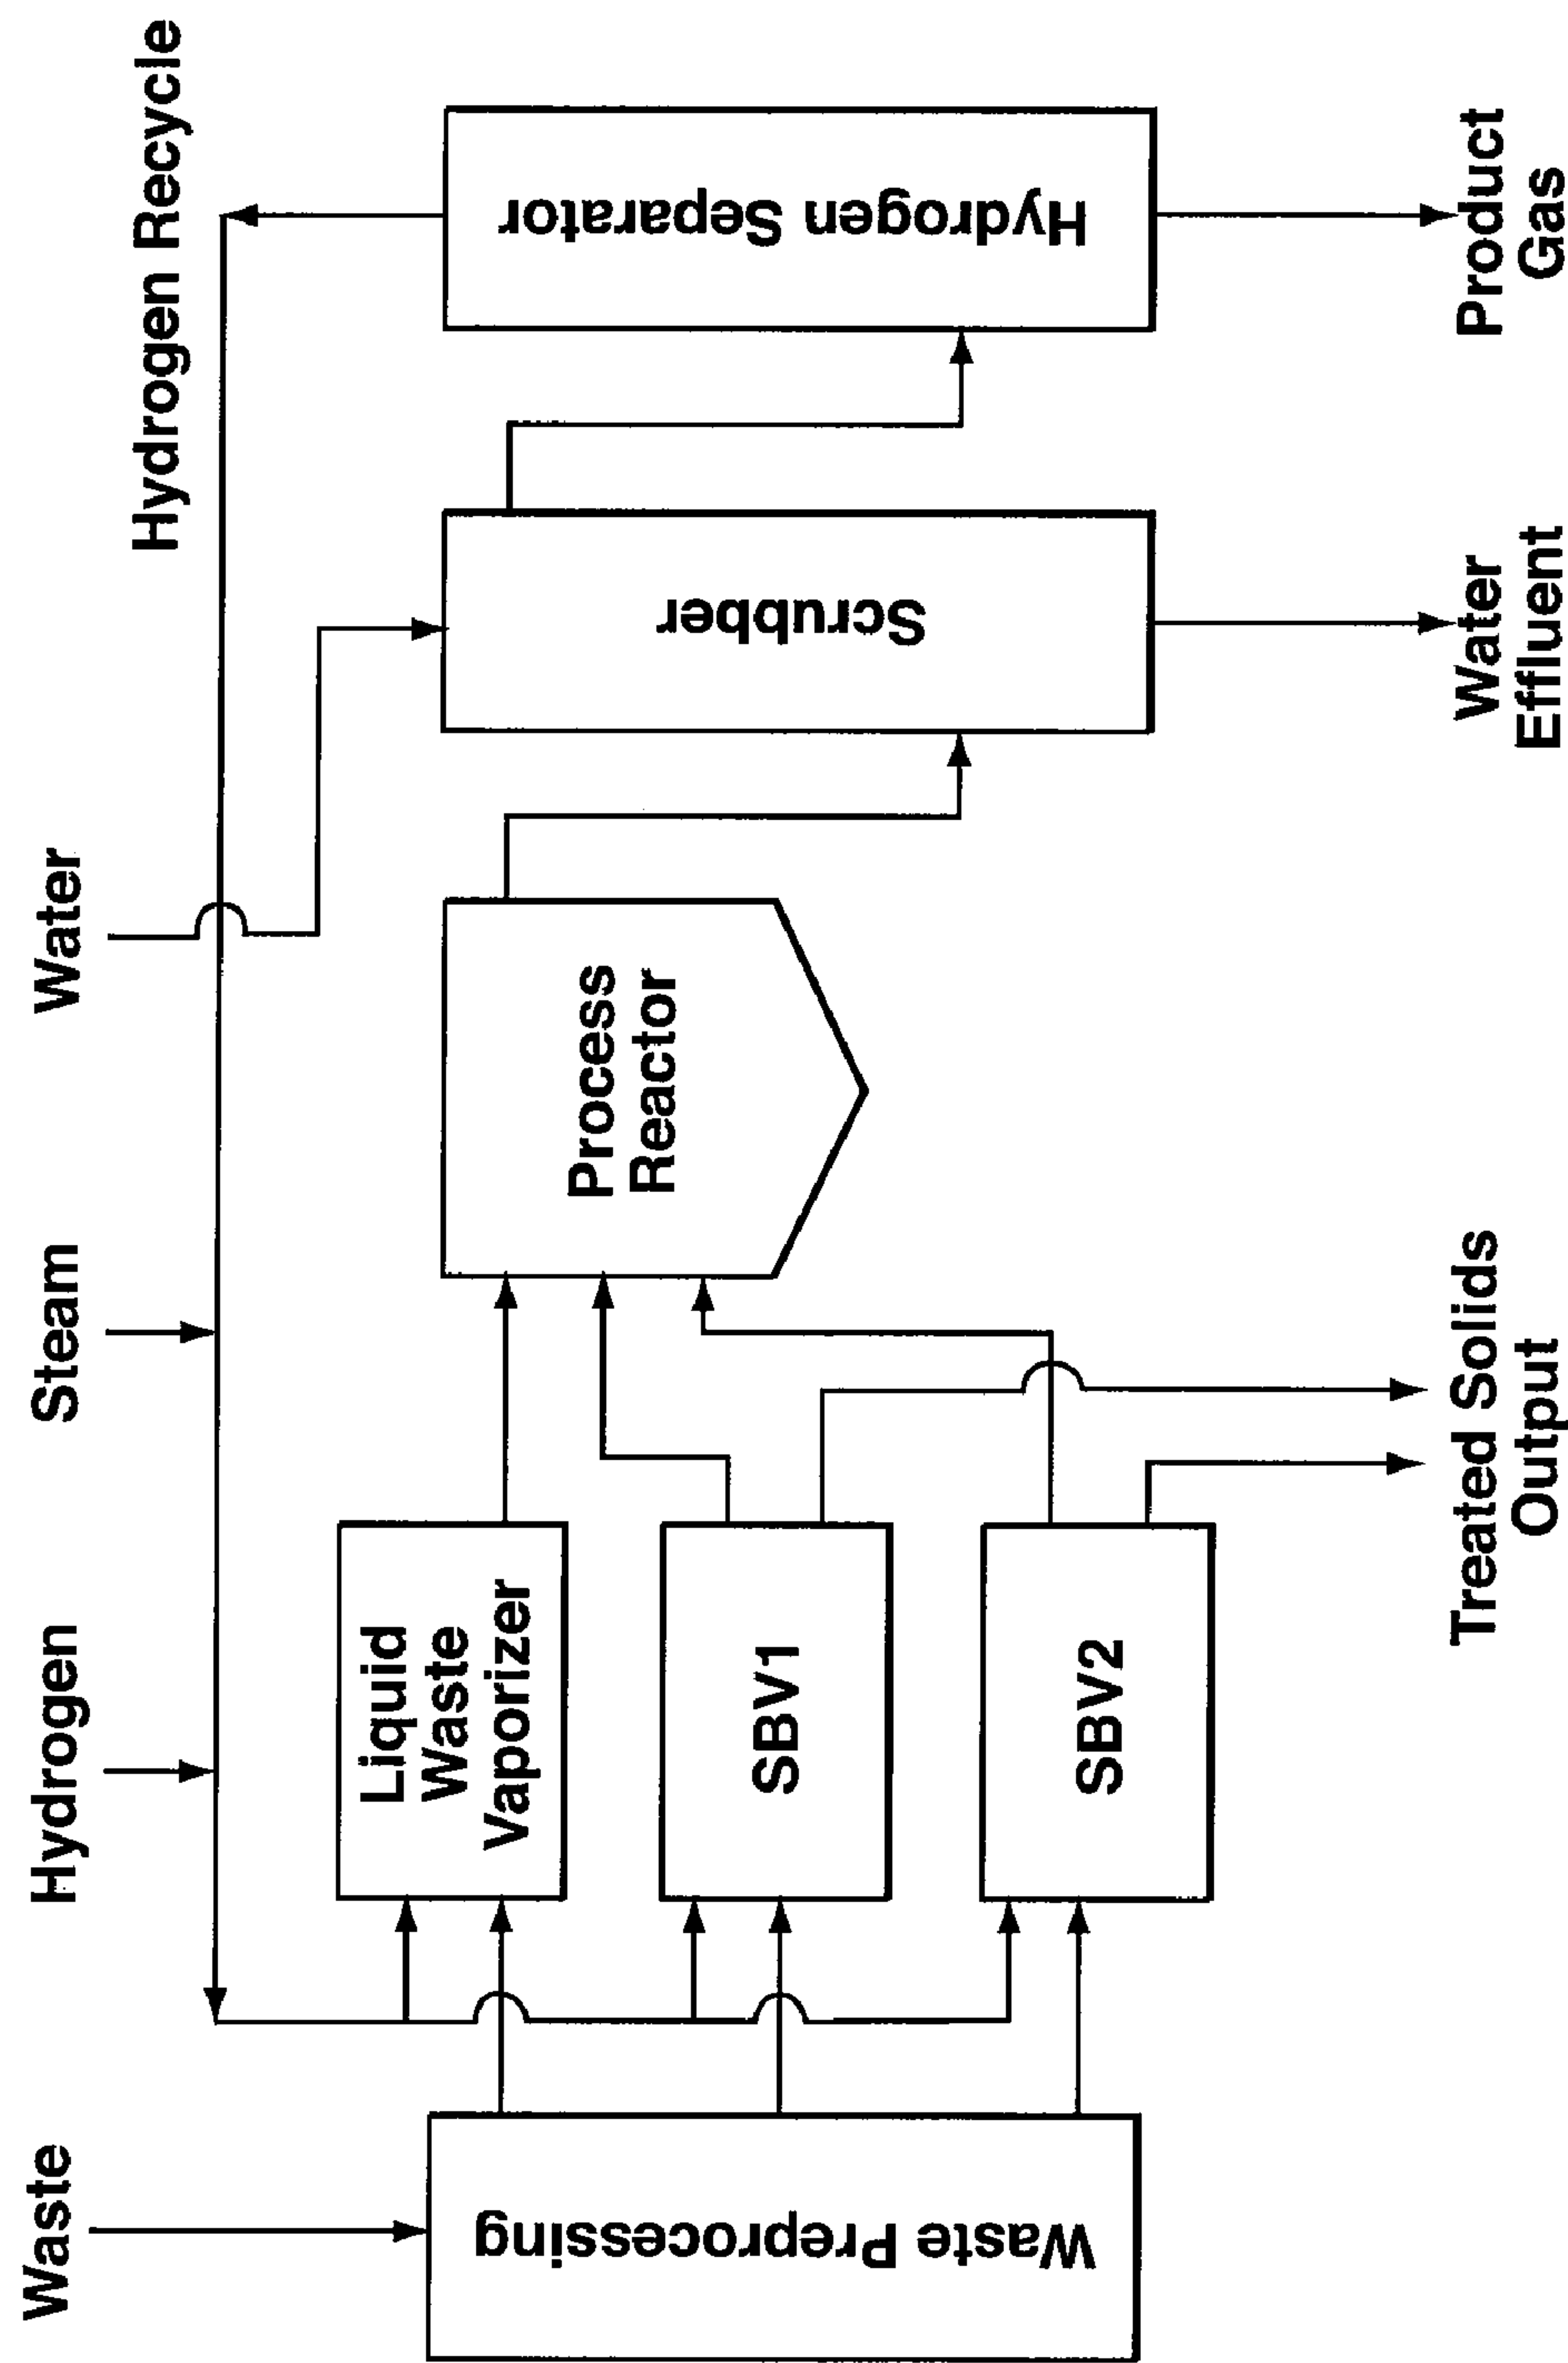 Waste
Hydrogen
Steam
Water
Hydrogen Recycle
Waste Preprocessing
Liquid
Waste
Vaporizer
SBV1
SBV2
Process
Reactor
Scrubber
Hydrogen Separator
Treated Solids
Output
Water
Effluent
Product
Gas